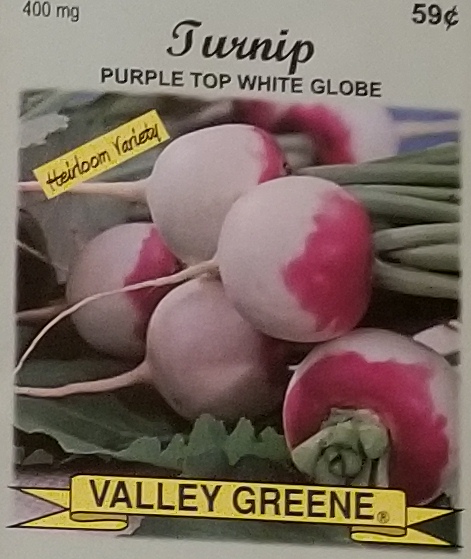 400 mg
59¢
Turnip
PURPLE TOP WHITE GLOBE
Heirloom Variety
VALLEY GREENE®